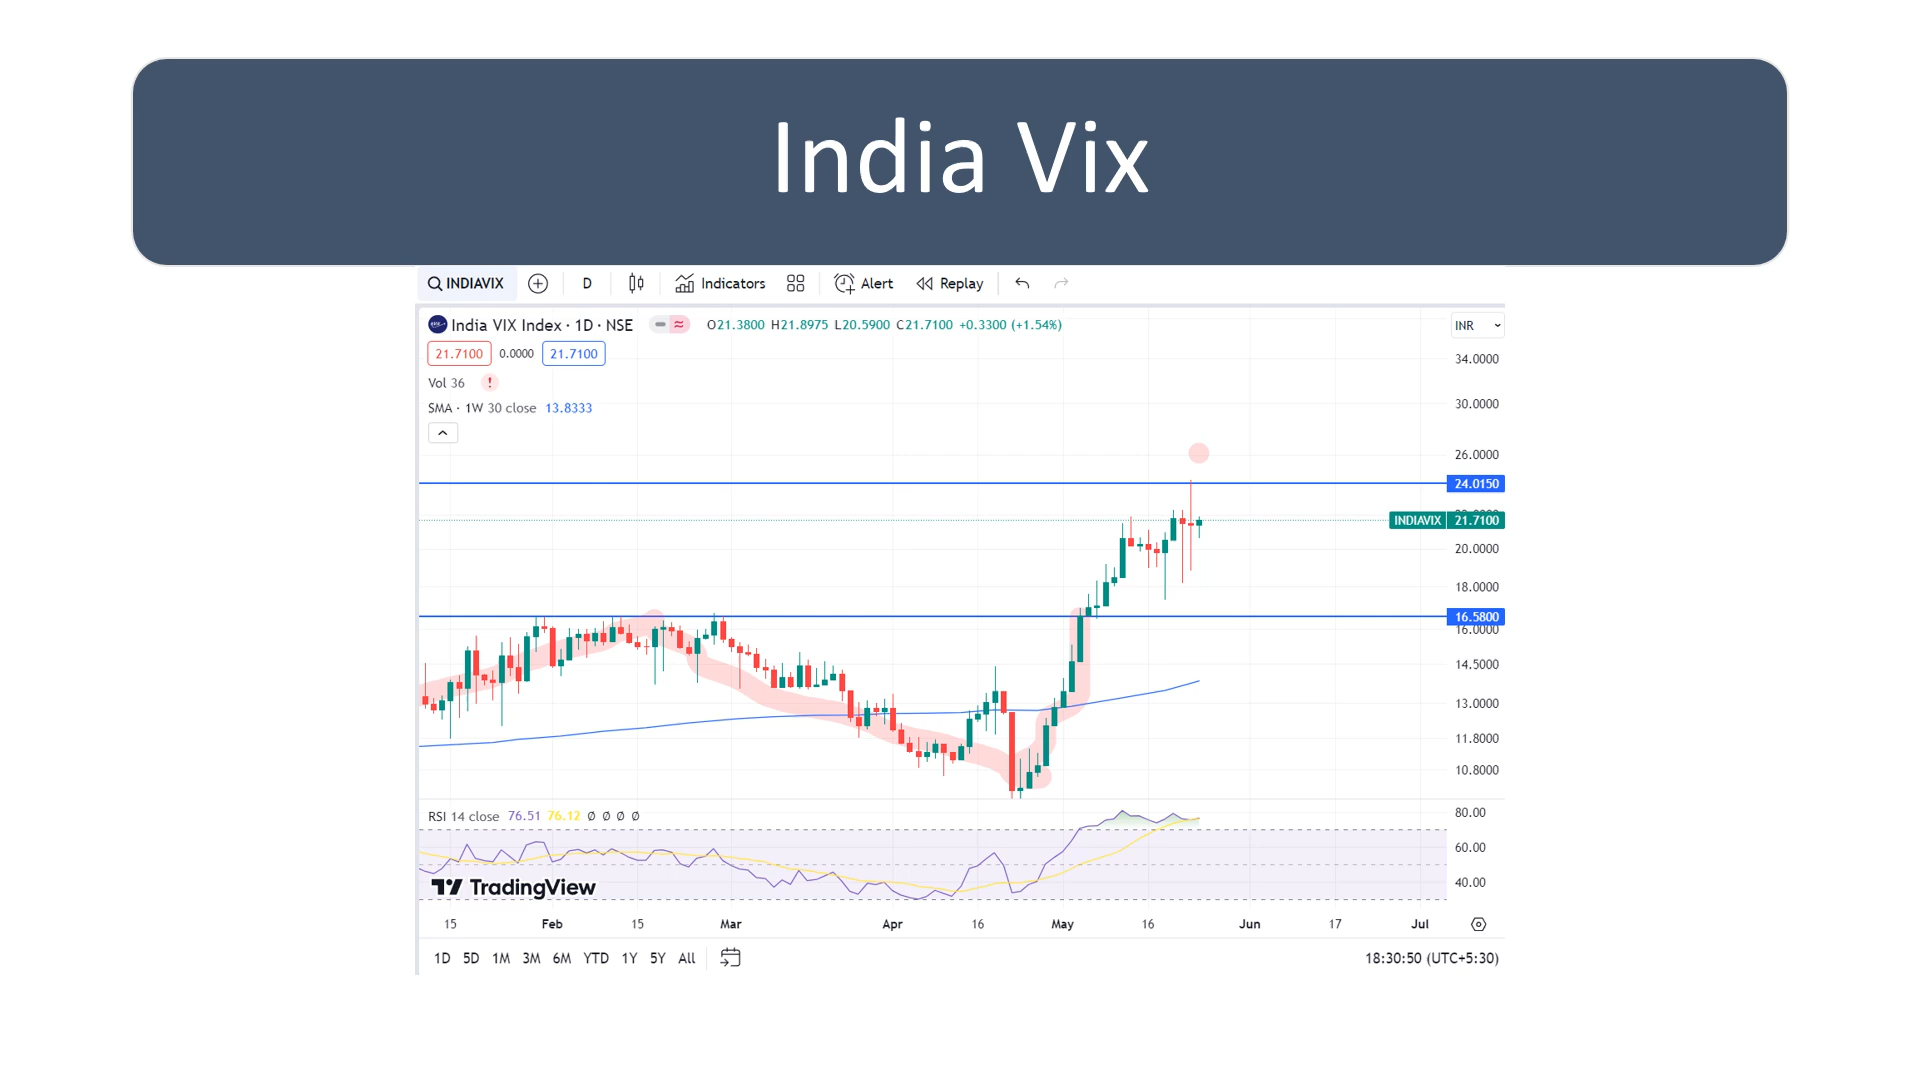 India Vix
INDIAVIX D Indicators Alert Replay
India VIX Index · 1D · NSE O21.3800 H21.8975 L20.5900 C21.7100 +0.3300 (+1.54%) INR
21.7100 0.0000 21.7100
Vol 36 !
SMA · 1W 30 close 13.8333
34.0000
30.0000
26.0000
24.0150
INDIAVIX 21.7100
20.0000
18.0000
16.5800
16.0000
14.5000
13.0000
11.8000
10.8000
RSI 14 close 76.51 76.12 Ø Ø Ø Ø
80.00
60.00
40.00
TradingView
15 Feb 15 Mar Apr 16 May 16 Jun 17 Jul
1D 5D 1M 3M 6M YTD 1Y 5Y All 18:30:50 (UTC+5:30)